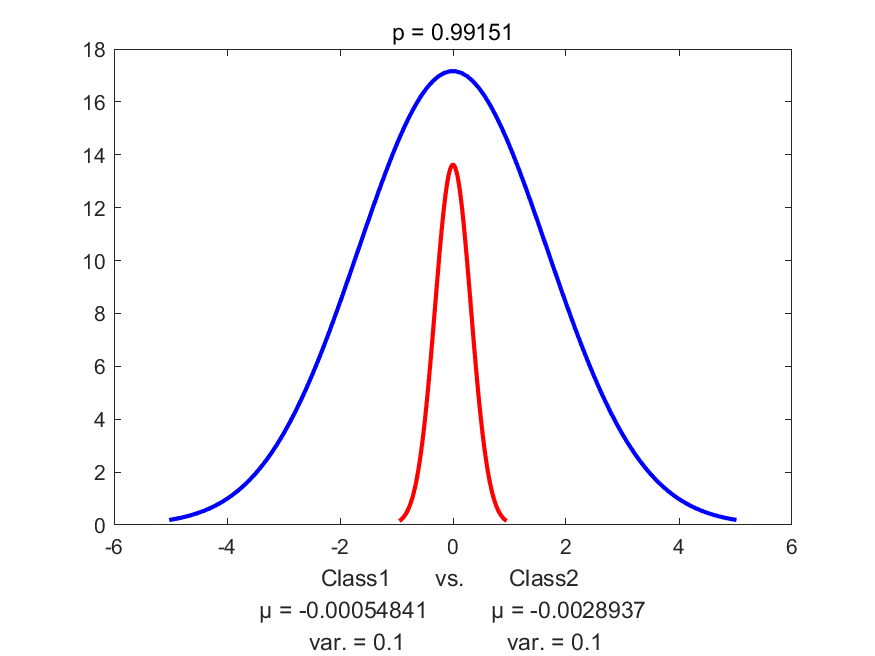 p = 0.99151
18
16
14
12
10
8
6
4
2
0
-6 -4 -2 0 2 4 6
Class1 vs. Class2
μ = -0.00054841 μ = -0.0028937
var. = 0.1 var. = 0.1